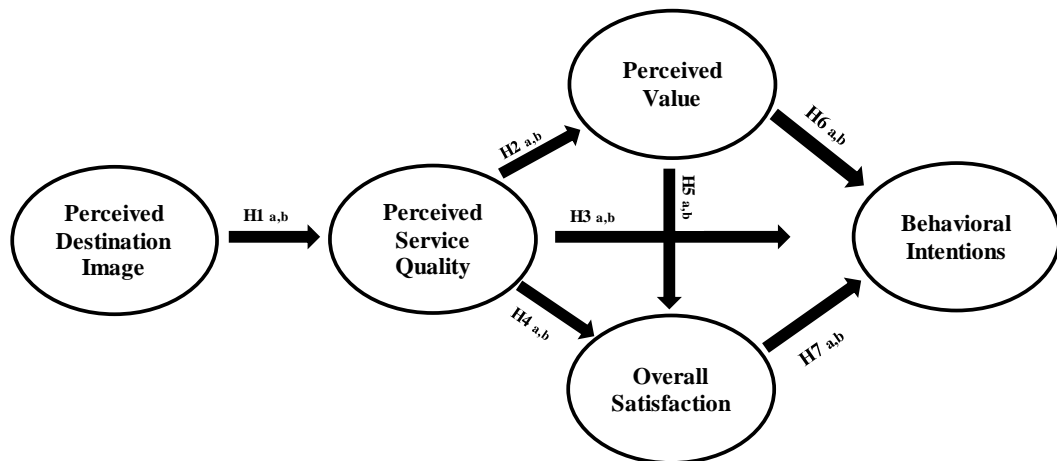 Perceived
Value
H6 a,b
H2 a,b
H5 a,b
Perceived
Destination
Image
H1 a,b
Perceived
Service
Quality
H3 a,b
Behavioral
Intentions
H4 a,b
H7 a,b
Overall
Satisfaction